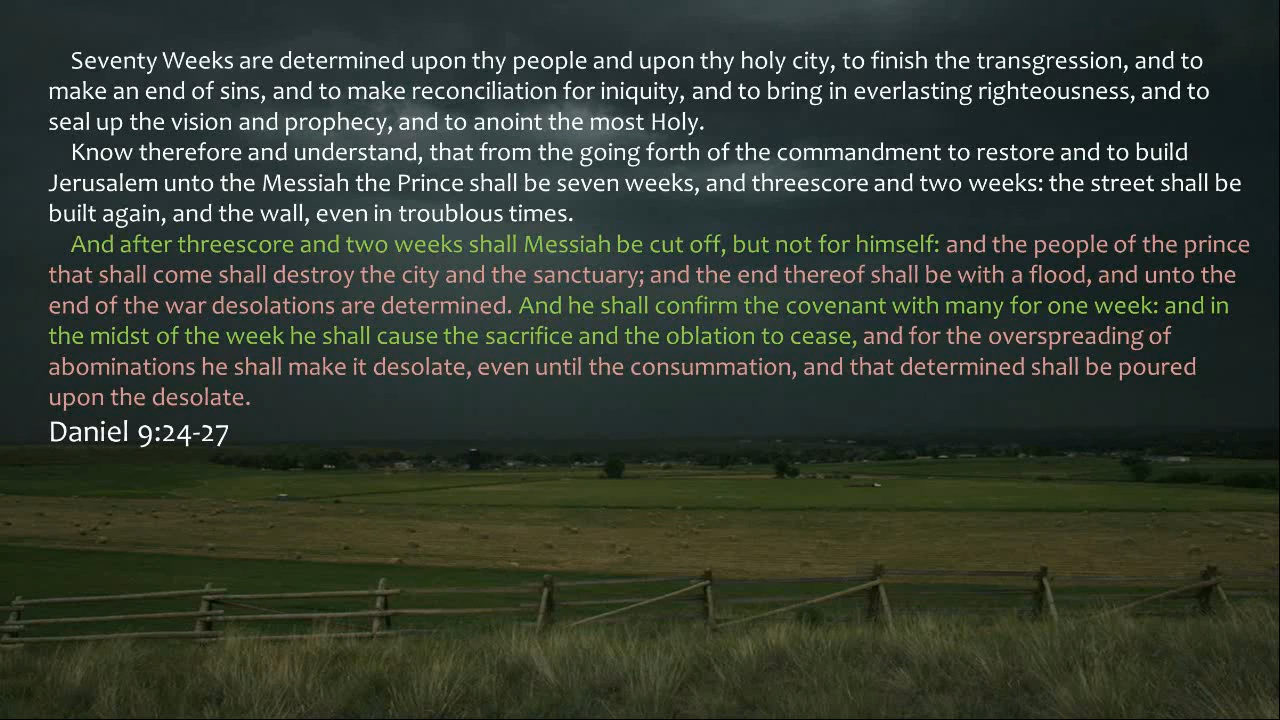 Seventy Weeks are determined upon thy people and upon thy holy city, to finish the transgression, and to
make an end of sins, and to make reconciliation for iniquity, and to bring in everlasting righteousness, and to
seal up the vision and prophecy, and to anoint the most Holy.
Know therefore and understand, that from the going forth of the commandment to restore and to build
Jerusalem unto the Messiah the Prince shall be seven weeks, and threescore and two weeks: the street shall be
built again, and the wall, even in troublous times.
And after threescore and two weeks shall Messiah be cut off, but not for himself: and the people of the prince
that shall come shall destroy the city and the sanctuary; and the end thereof shall be with a flood, and unto the
end of the war desolations are determined. And he shall confirm the covenant with many for one week: and in
the midst of the week he shall cause the sacrifice and the oblation to cease, and for the overspreading of
abominations he shall make it desolate, even until the consummation, and that determined shall be poured
upon the desolate.
Daniel 9:24-27